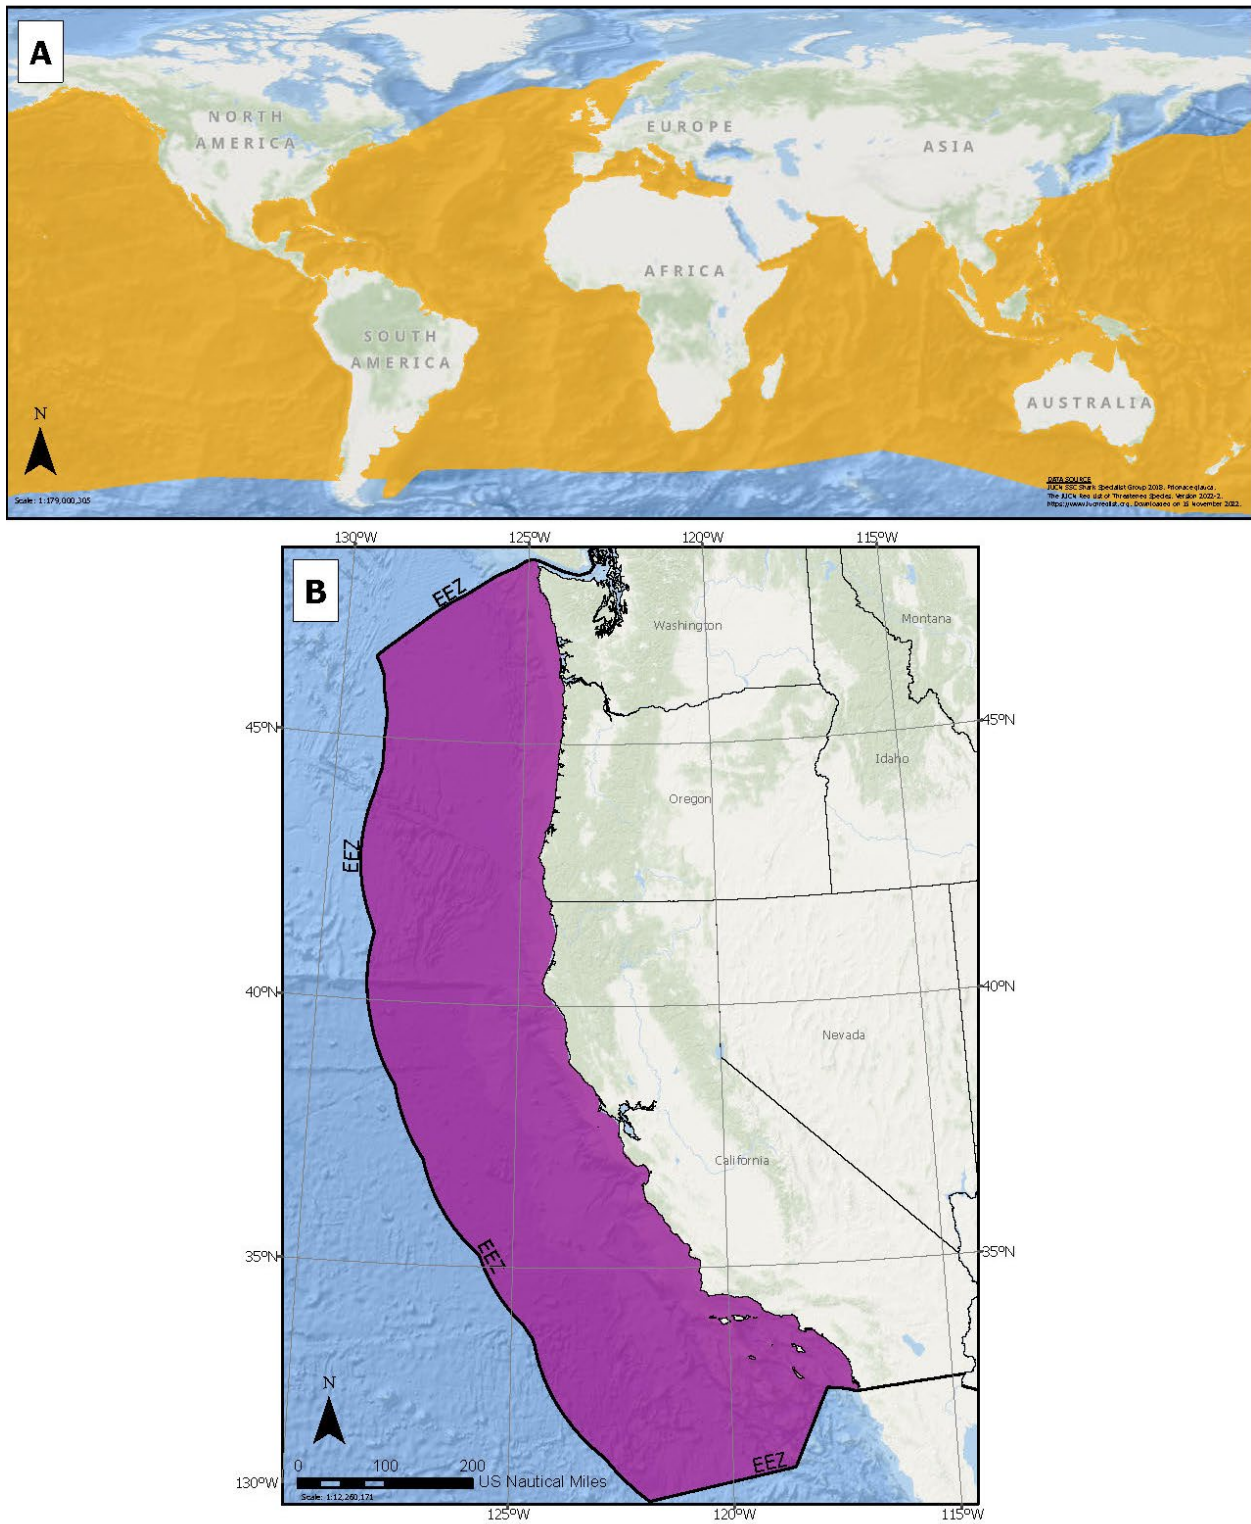 A
NORTH
AMERICA
EUROPE
ASIA
AFRICA
SOUTH
AMERICA
AUSTRALIA
N
Scale: 1:179,000,305
DATA SOURCE
IUCN SSC Shark Specialist Group 2018. Prionace glauca.
The IUCN Red List of Threatened Species. Version 2022-2.
https://www.iucnredlist.org. Downloaded on 15 November 2022.
130°W 125°W 120°W 115°W
B
EEZ
Washington
Montana
45°N 45°N
Idaho
Oregon
EEZ
40°N 40°N
Nevada
California
35°N 35°N
EEZ
N
EEZ
0 100 200
US Nautical Miles
130°W
Scale: 1:12,260,171
125°W 120°W 115°W